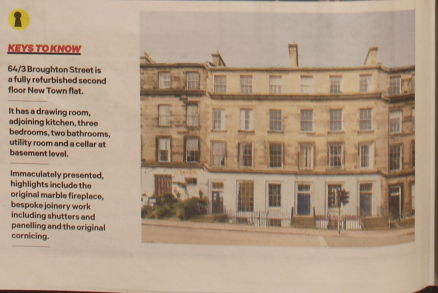 KEYS TO KNOW
64/3 Broughton Street is
a fully refurbished second
floor New Town flat.
It has a drawing room,
adjoining kitchen, three
bedrooms, two bathrooms,
utility room and a cellar at
basement level.
Immaculately presented,
highlights include the
original marble fireplace,
bespoke joinery work
including shutters and
panelling and the original
cornicing.